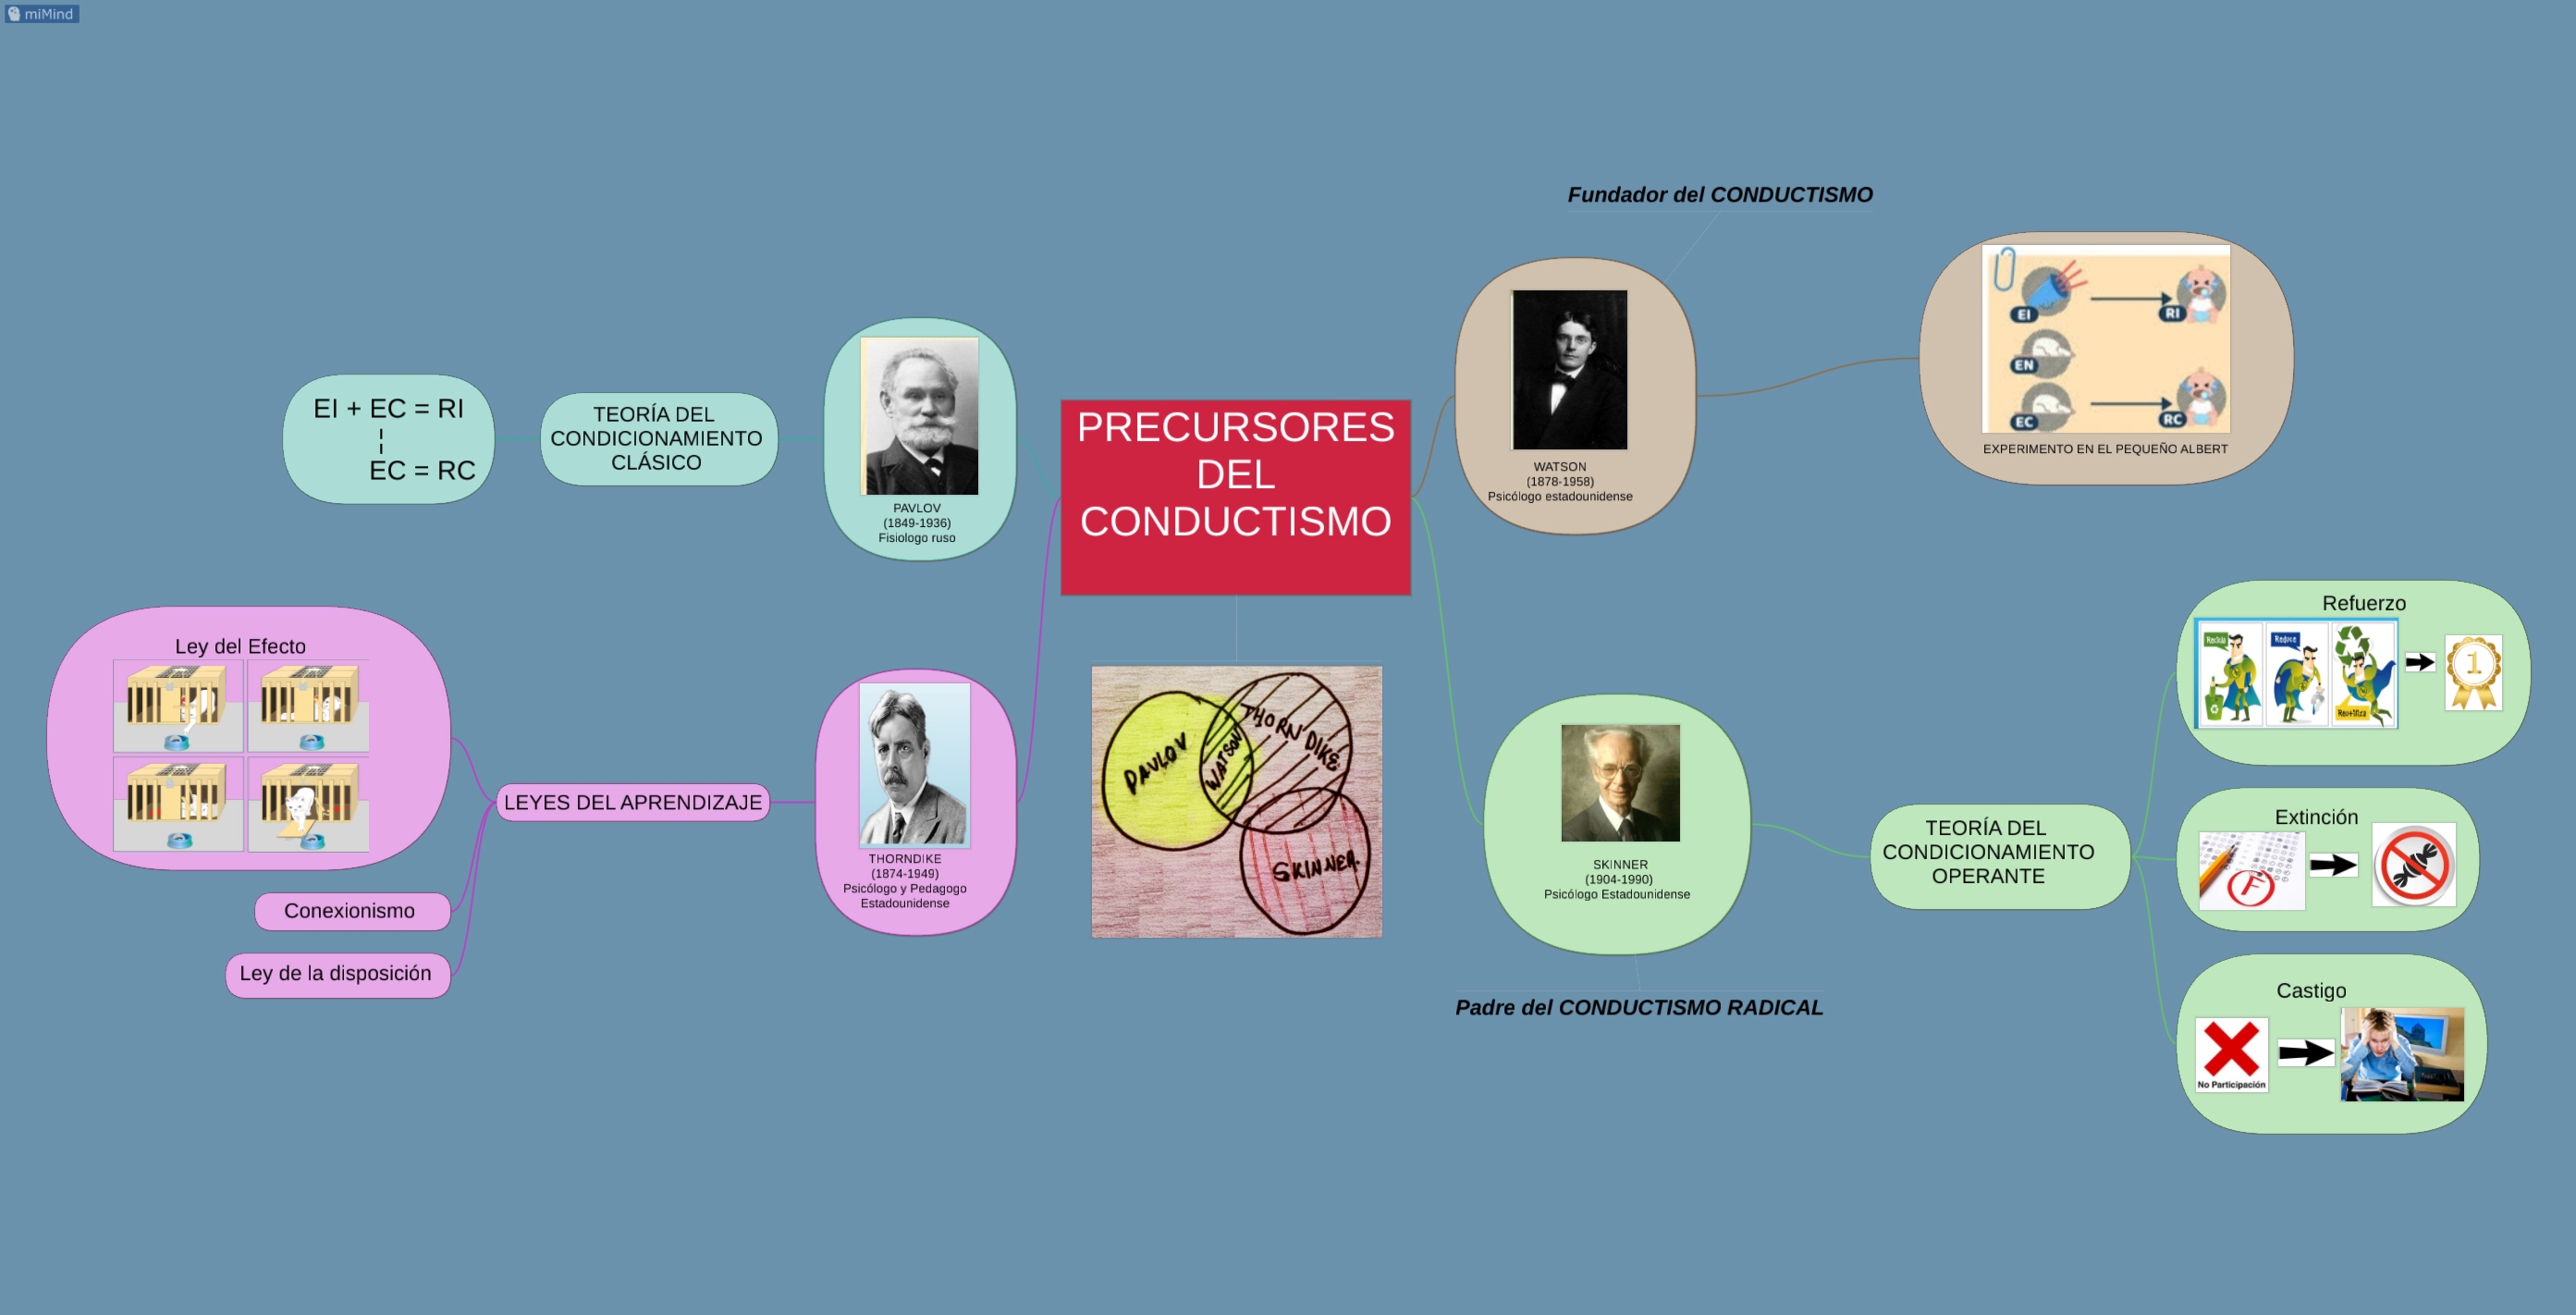 miMind
PRECURSORES
DEL
CONDUCTISMO
PAVLOV
THORNDIKE
WATSON
SKINNER
PAVLOV
(1849-1936)
Fisiologo ruso
TEORÍA DEL
CONDICIONAMIENTO
CLÁSICO
EI + EC = RI
EC = RC
THORNDIKE
(1874-1949)
Psicólogo y Pedagogo
Estadounidense
LEYES DEL APRENDIZAJE
Ley del Efecto
Conexionismo
Ley de la disposición
Fundador del CONDUCTISMO
WATSON
(1878-1958)
Psicólogo estadounidense
EI
RI
EN
EC
RC
EXPERIMENTO EN EL PEQUEÑO ALBERT
SKINNER
(1904-1990)
Psicólogo Estadounidense
Padre del CONDUCTISMO RADICAL
TEORÍA DEL
CONDICIONAMIENTO
OPERANTE
Refuerzo
Recicla
Reduce
Reutiliza
1
Extinción
F
Castigo
No Participación